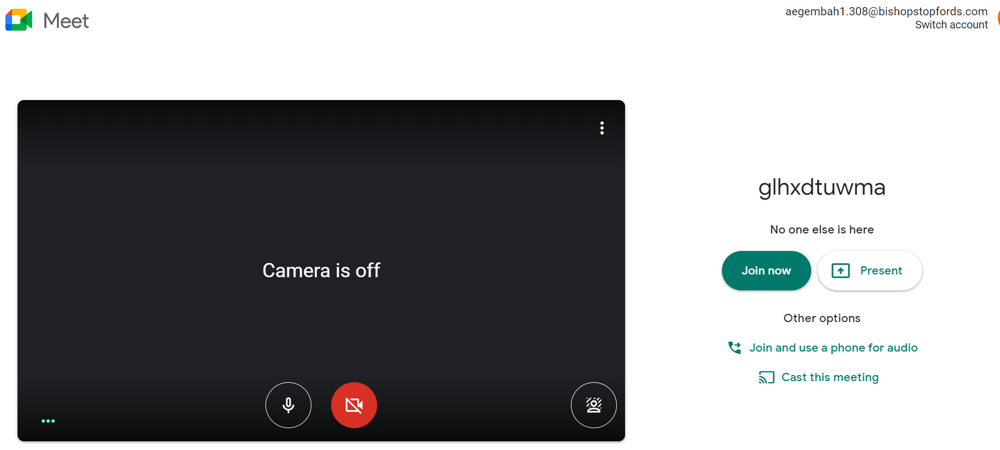 Meet
aegembah1.308@bishopstopfords.com
Switch account
Camera is off
glhxdtuwma
No one else is here
Join now
Present
Other options
Join and use a phone for audio
Cast this meeting